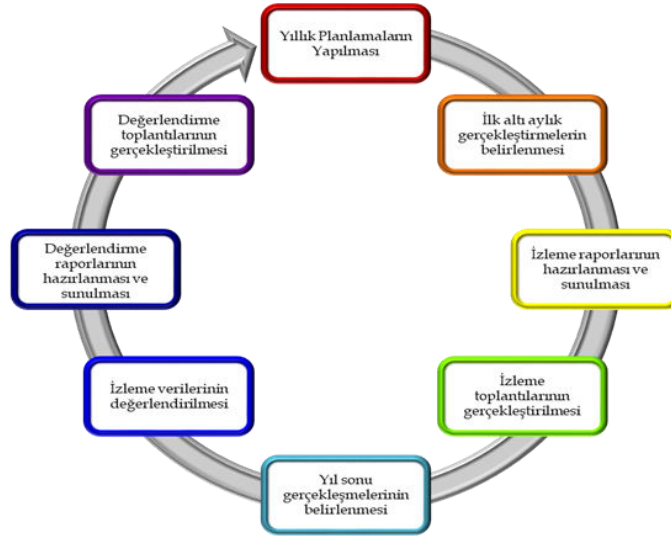 Yıllık Planlamaların
Yapılması
İlk altı aylık
gerçekleştirmelerin
belirlenmesi
İzleme raporlarının
hazırlanması ve
sunulması
İzleme
toplantılarının
gerçekleştirilmesi
Yıl sonu
gerçekleşmelerinin
belirlenmesi
İzleme verilerinin
değerlendirilmesi
Değerlendirme
raporlarının
hazırlanması ve
sunulması
Değerlendirme
toplantılarının
gerçekleştirilmesi